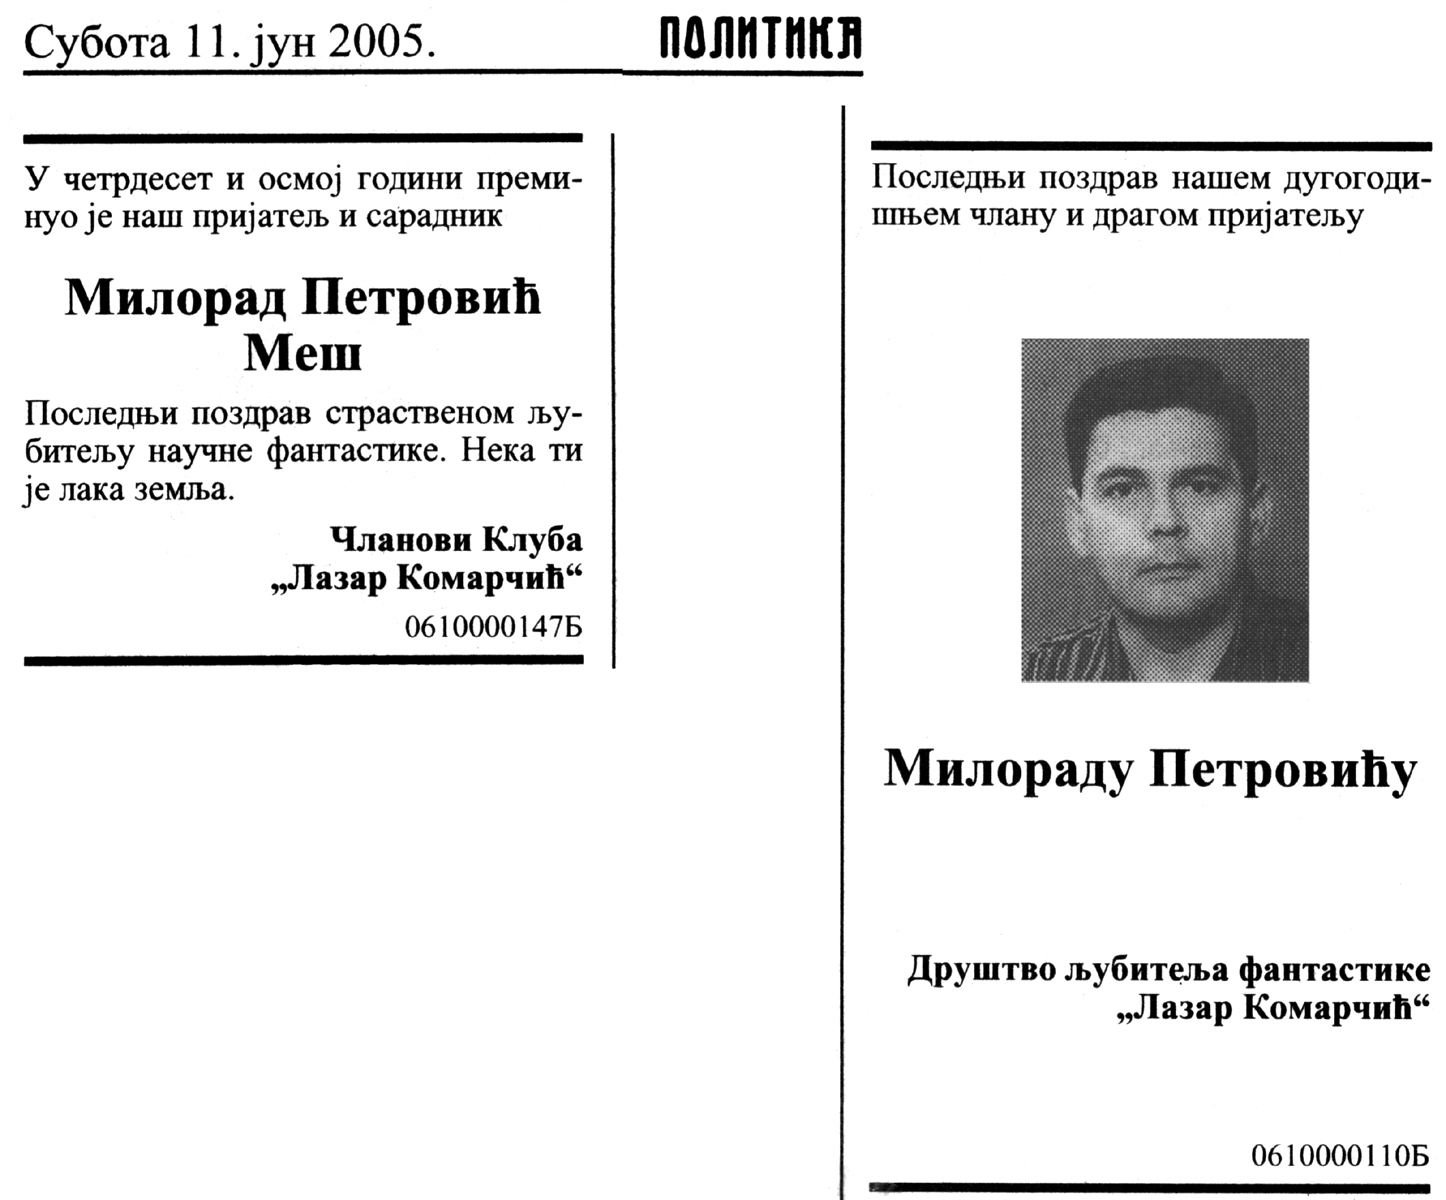 Субота 11. јун 2005.
ПОЛИТИКА
У четрдесет и осмој години преми-
нуо је наш пријатељ и сарадник
Милорад Петровић
Меш
Последњи поздрав страственом љу-
битељу научне фантастике. Нека ти
је лака земља.
Чланови Клуба
„Лазар Комарчић“
0610000147Б
Последњи поздрав нашем дугогоди-
шњем члану и драгом пријатељу
Милораду Петровићу
Друштво љубитеља фантастике
„Лазар Комарчић“
0610000110Б